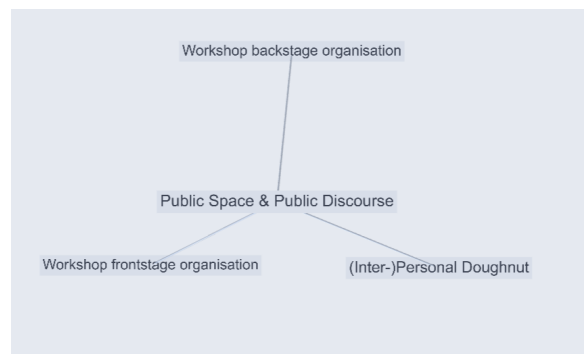 Workshop backstage organisation
Public Space & Public Discourse
Workshop frontstage organisation
(Inter-)Personal Doughnut